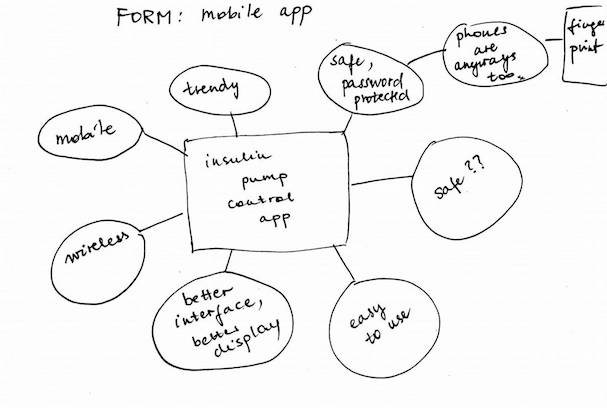 FORM: mobile app
trendy
safe,
password
protected
phones
are
anyways
too..
finge
print
mobile
insulin
pump
control
app
safe??
wireless
better
interface,
better
display
easy
to use